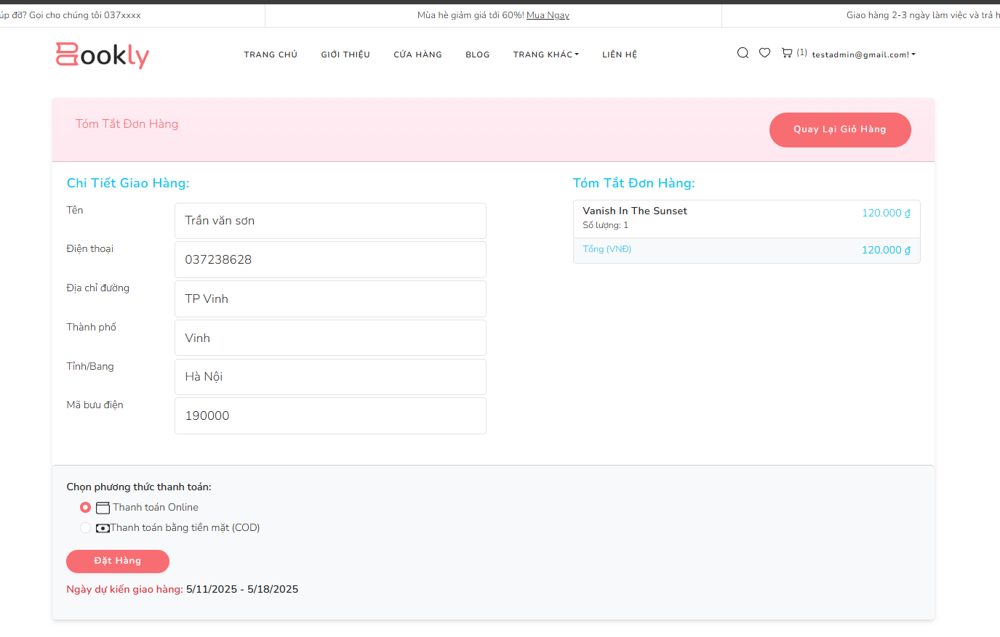 úp đỡ? Gọi cho chúng tôi 037xxxx
Mùa hè giảm giá tới 60%! Mua Ngay
Giao hàng 2-3 ngày làm việc và trả
Bookly
TRANG CHỦ GIỚI THIỆU CỬA HÀNG BLOG TRANG KHÁC LIÊN HỆ
(1) testadmin@gmail.com!
Tóm Tắt Đơn Hàng
Quay Lại Giỏ Hàng
Chi Tiết Giao Hàng:
Tên Trần văn sơn
Điện thoại 037238628
Địa chỉ đường TP Vinh
Thành phố Vinh
Tỉnh/Bang Hà Nội
Mã bưu điện 190000
Tóm Tắt Đơn Hàng:
Vanish In The Sunset 120.000 ₫
Số lượng: 1
Tổng (VNĐ) 120.000 ₫
Chọn phương thức thanh toán:
Thanh toán Online
Thanh toán bằng tiền mặt (COD)
Đặt Hàng
Ngày dự kiến giao hàng: 5/11/2025 - 5/18/2025